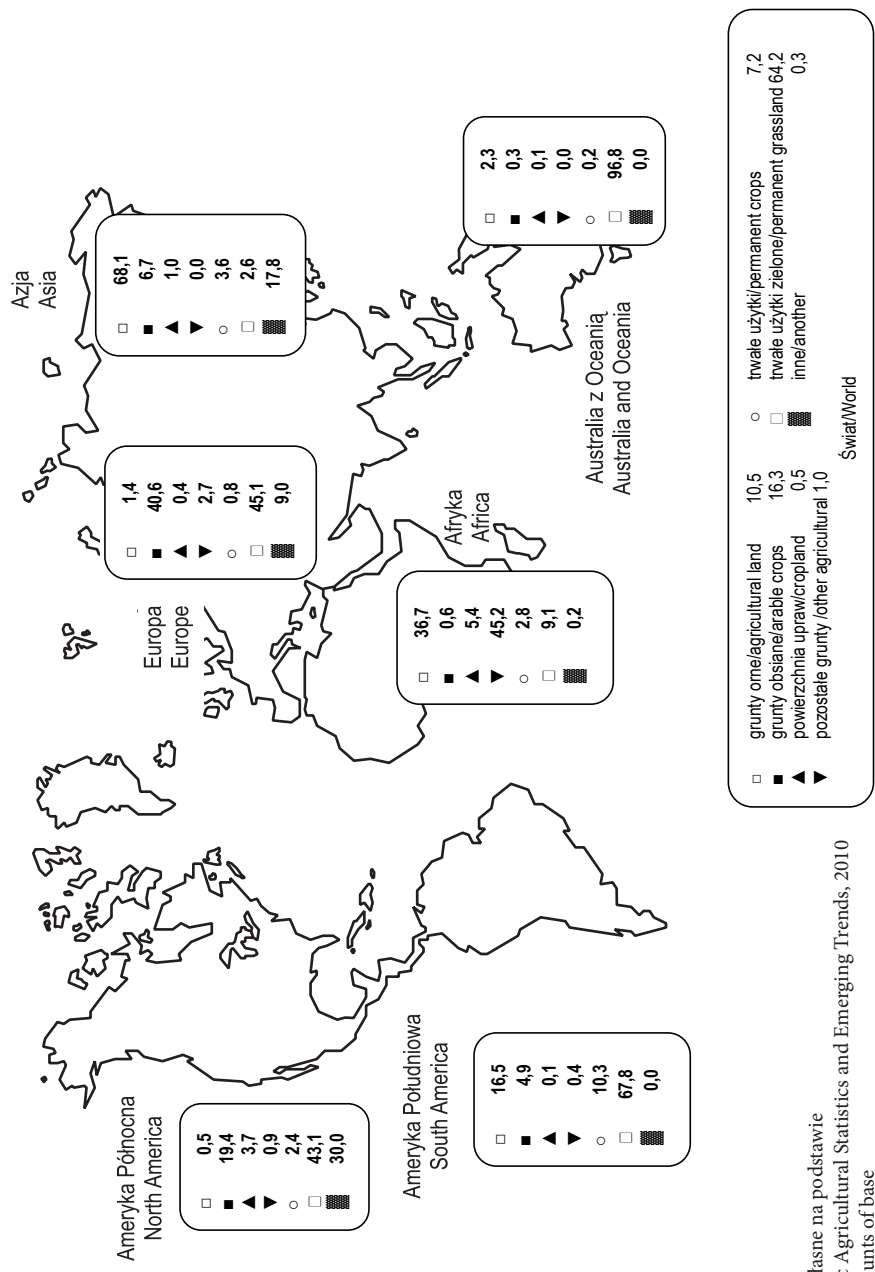 Ameryka Północna
North America
0,5
19,4
3,7
0,9
2,4
43,1
30,0
Ameryka Południowa
South America
16,5
4,9
0,1
0,4
10,3
67,8
0,0
Europa
Europe
1,4
40,6
0,4
2,7
0,8
45,1
9,0
Afryka
Africa
36,7
0,6
5,4
45,2
2,8
9,1
0,2
Azja
Asia
68,1
6,7
1,0
0,0
3,6
2,6
17,8
Australia z Oceanią
Australia and Oceania
2,3
0,3
0,1
0,0
0,2
96,8
0,0
grunty orne/agricultural land 10,5
grunty obsiane/arable crops 16,3
powierzchnia upraw/cropland 0,5
pozostałe grunty /other agricultural 1,0
trwałe użytki/permanent crops 7,2
trwałe użytki zielone/permanent grassland 64,2
inne/another 0,3
Świat/World
łasne na podstawie
Agricultural Statistics and Emerging Trends, 2010
unts of base